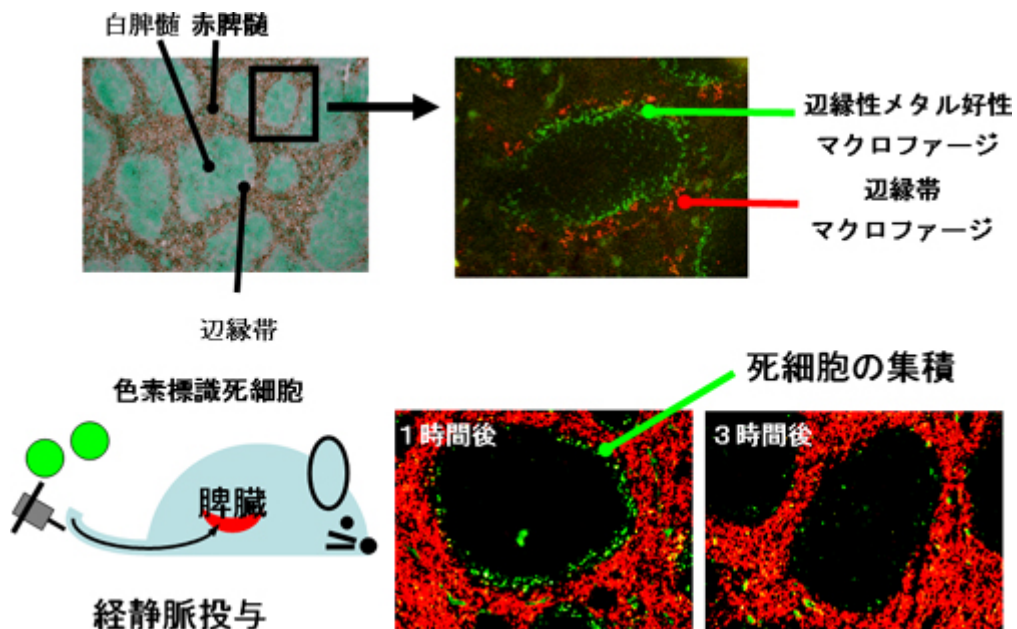 白脾髄 赤脾髄
辺縁性メタル好性
マクロファージ
辺縁帯
マクロファージ
辺縁帯
色素標識死細胞
脾臓
経静脈投与
死細胞の集積
1時間後
3時間後